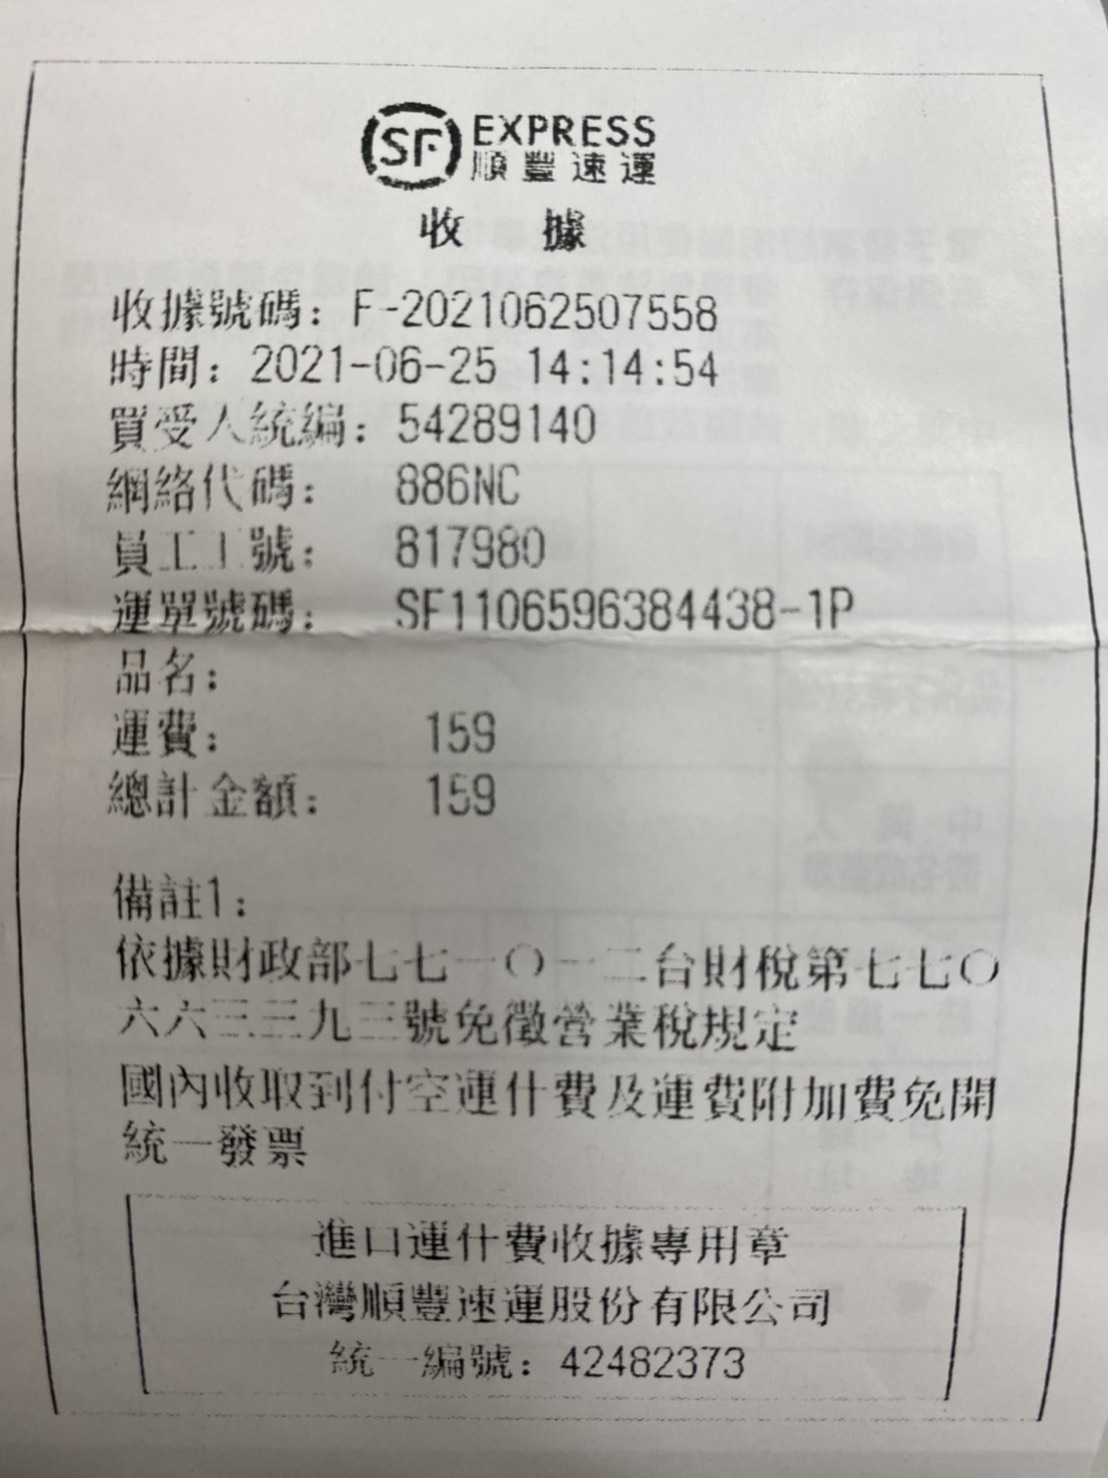 SF EXPRESS
順豐速運
收據
收據號碼：F-2021062507558
時間：2021-06-25 14:14:54
買受人統編：54289140
網絡代碼： 886NC
員工工號： 817980
運單號碼： SF1106596384438-1P
品名：
運費： 159
總計金額： 159
備註1：
依據財政部七七一〇一二台財稅第七七〇
六六三三九三號免徵營業稅規定
國內收取到付空運什費及運費附加費免開
統一發票
進口運什費收據專用章
台灣順豐速運股份有限公司
統一編號：42482373